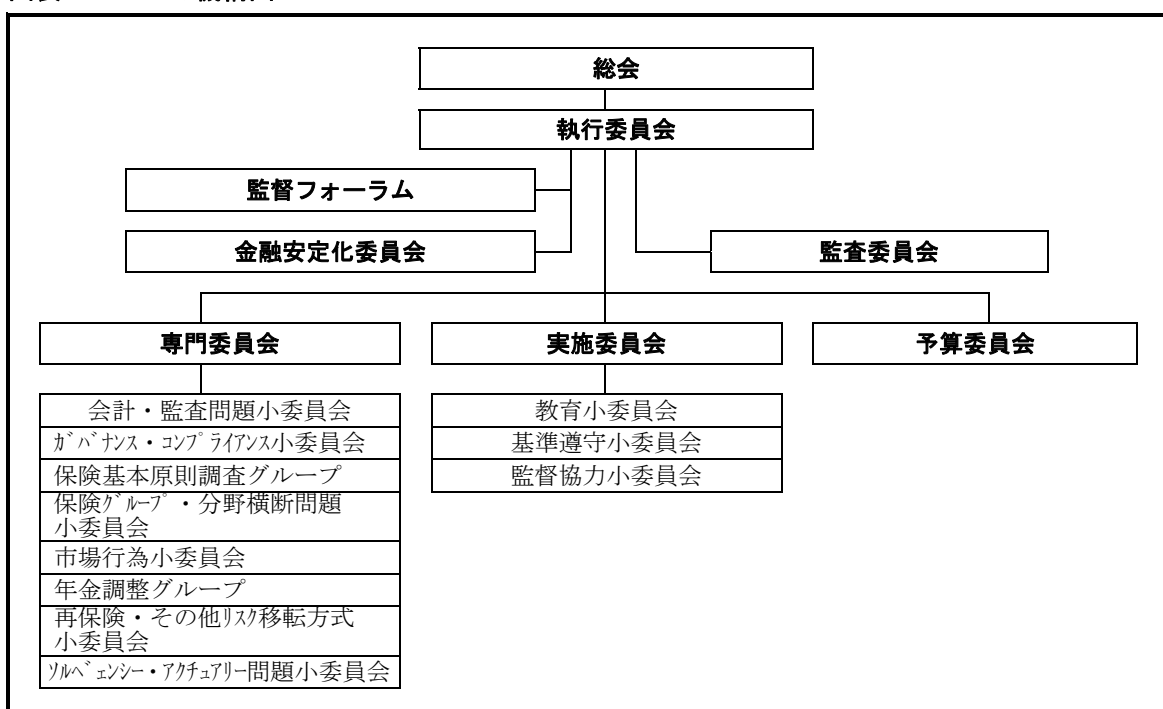 総会
執行委員会
監督フォーラム
金融安定化委員会
監査委員会
専門委員会
実施委員会
予算委員会
会計・監査問題小委員会
ｶﾞﾊﾞﾅﾝｽ・ｺﾝﾌﾟﾗｲｱﾝｽ小委員会
保険基本原則調査グループ
保険ｸﾞﾙｰﾌﾟ・分野横断問題
小委員会
市場行為小委員会
年金調整グループ
再保険・その他ﾘｽｸ移転方式
小委員会
ｿﾙﾍﾞｪﾝｼｰ・ｱｸﾁｭｱﾘｰ問題小委員会
教育小委員会
基準遵守小委員会
監督協力小委員会